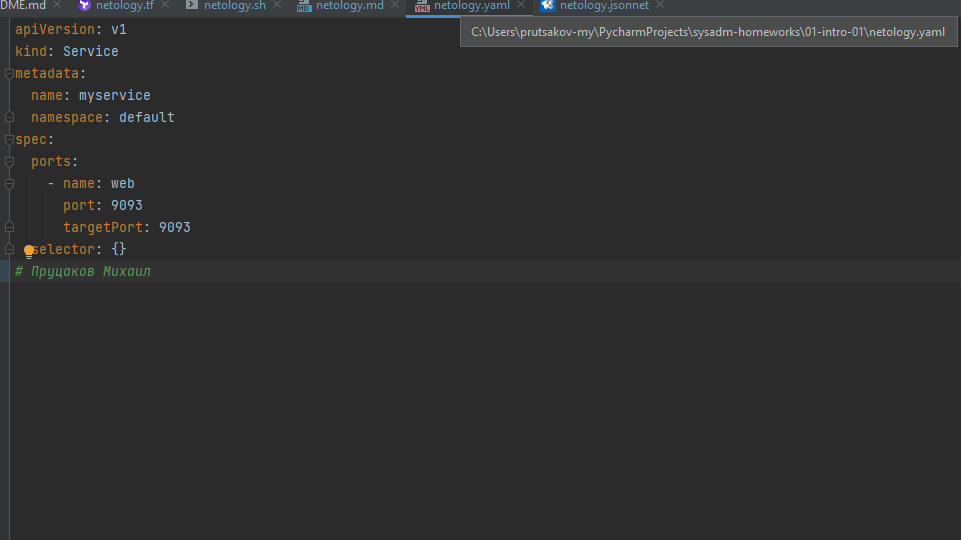 DME.md netology.tf netology.sh netology.md netology.yaml netology.jsonnet
C:\Users\prutsakov-my\PycharmProjects\sysadm-homeworks\01-intro-01\netology.yaml
apiVersion: v1
kind: Service
metadata:
  name: myservice
  namespace: default
spec:
  ports:
    - name: web
      port: 9093
      targetPort: 9093
  selector: {}
# Пруцаков Михаил